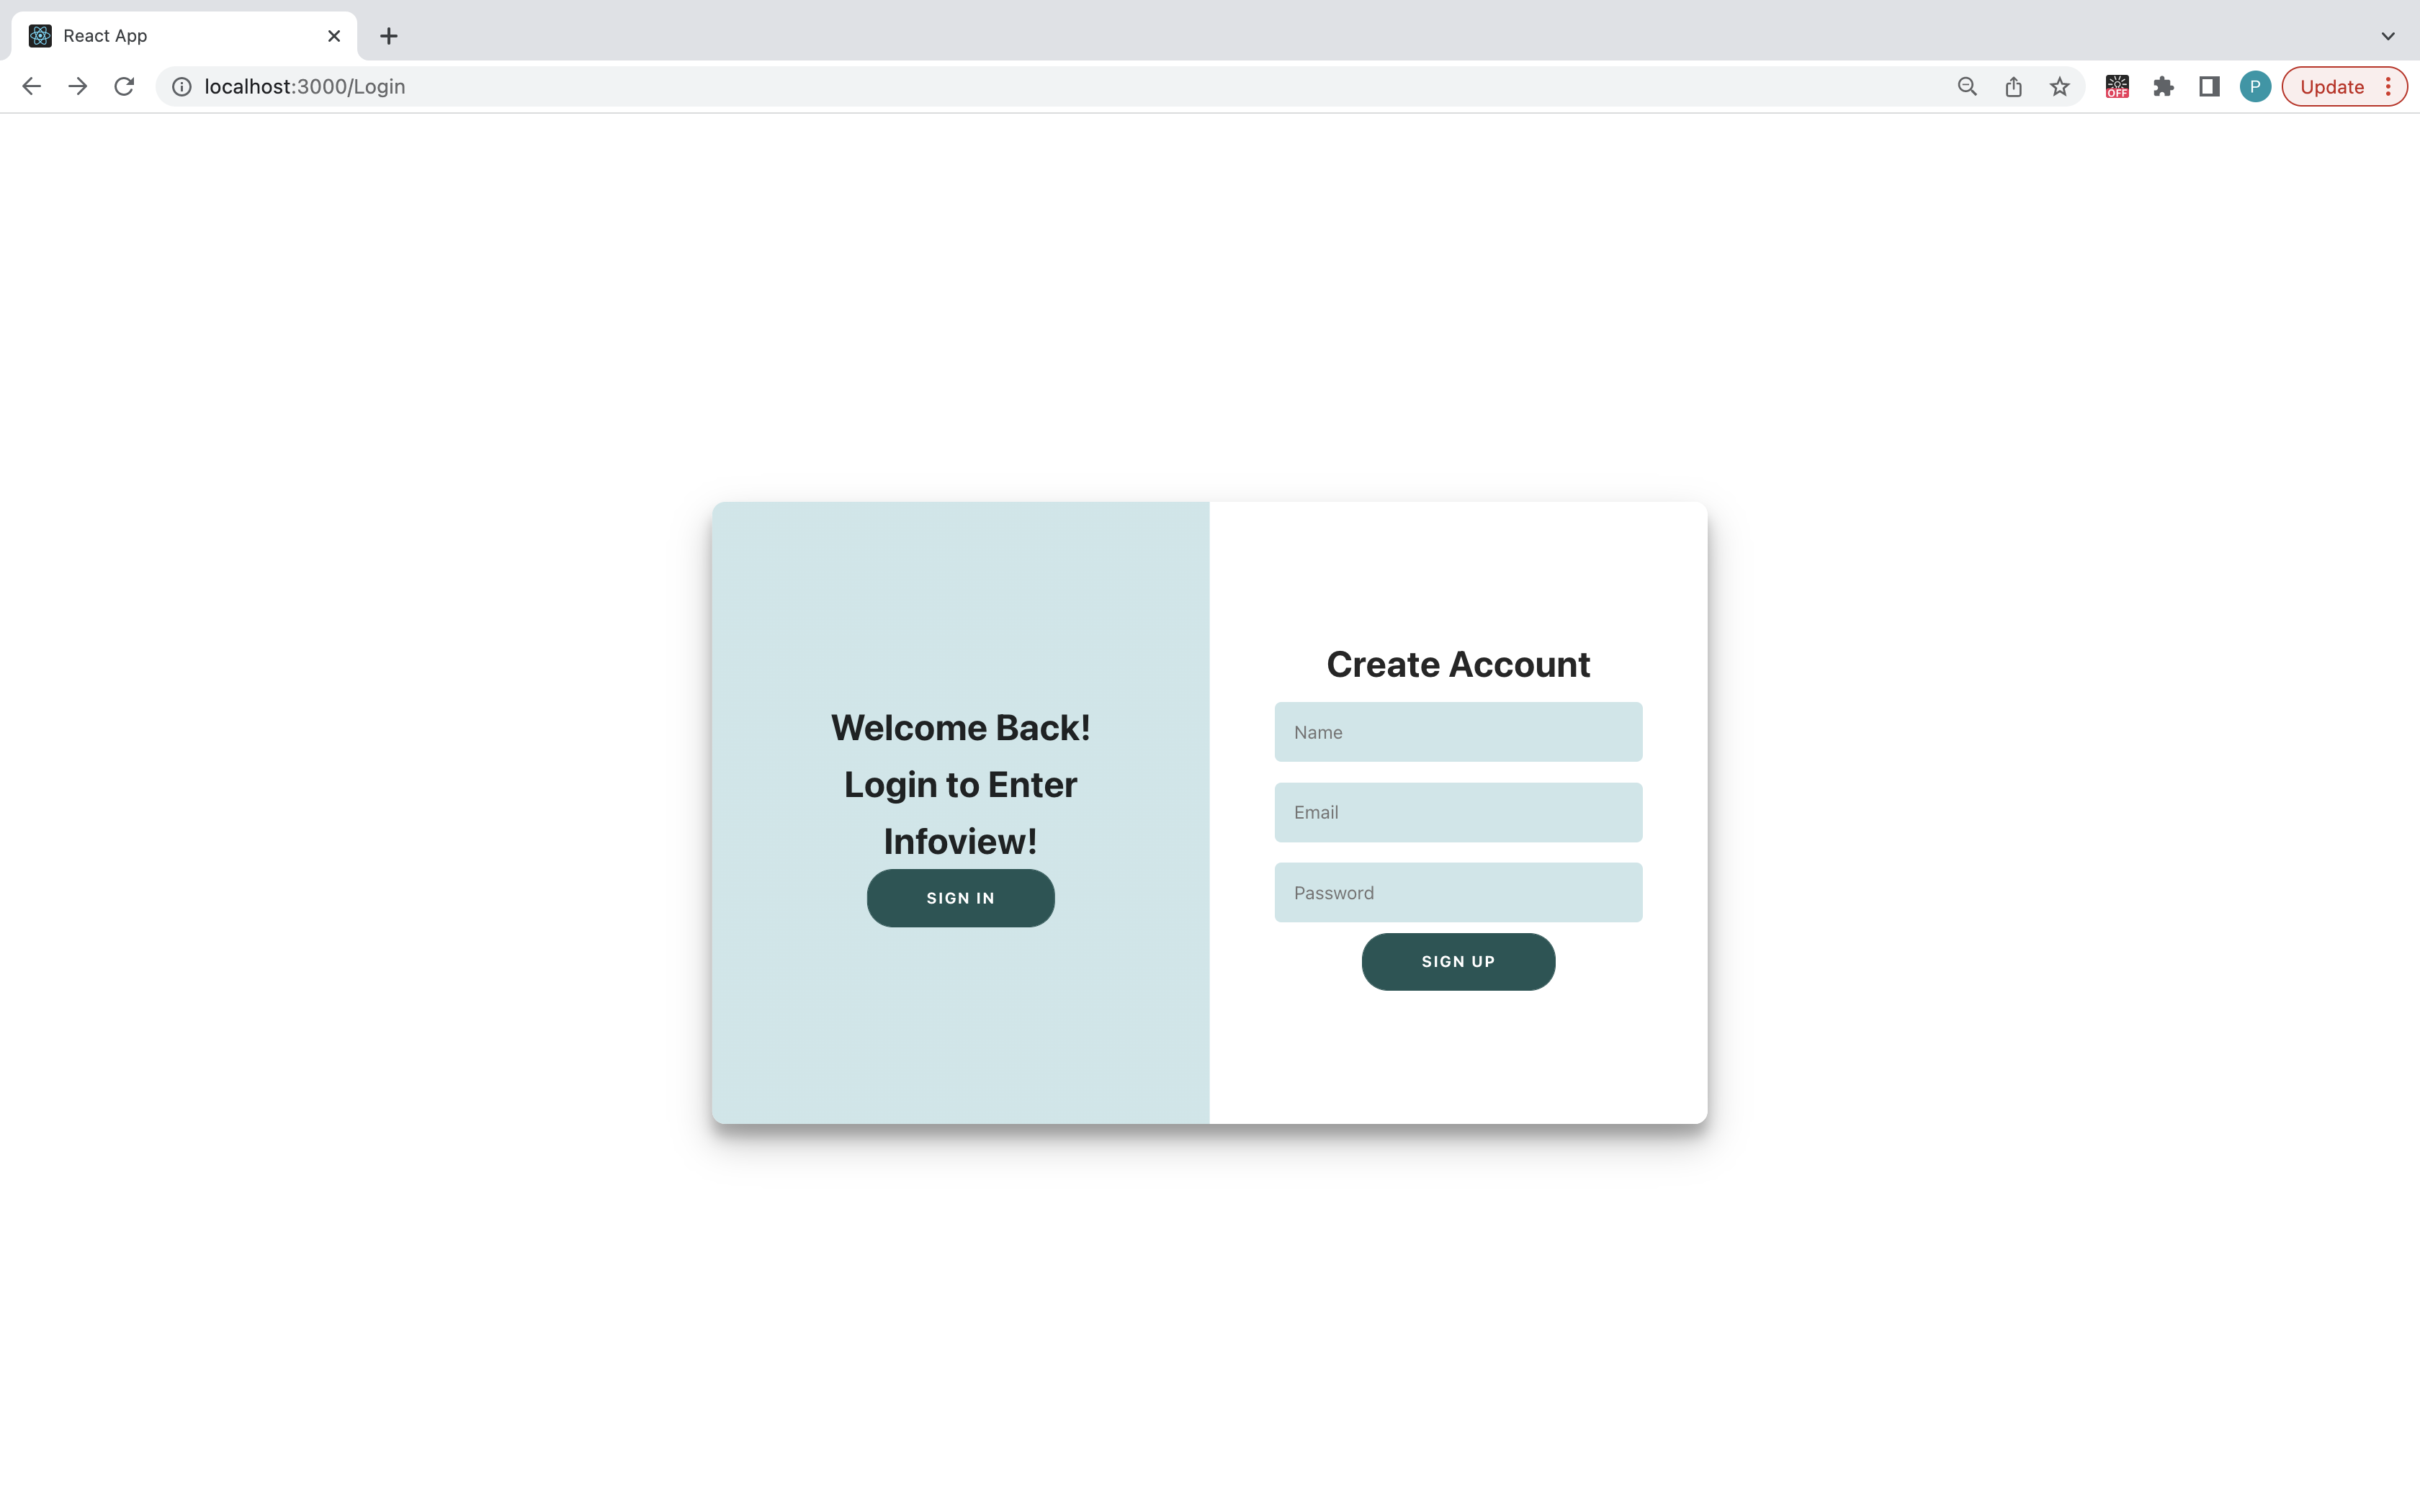 React App
localhost:3000/Login
OFF
P
Update
Welcome Back!
Login to Enter
Infoview!
SIGN IN
Create Account
Name
Email
Password
SIGN UP